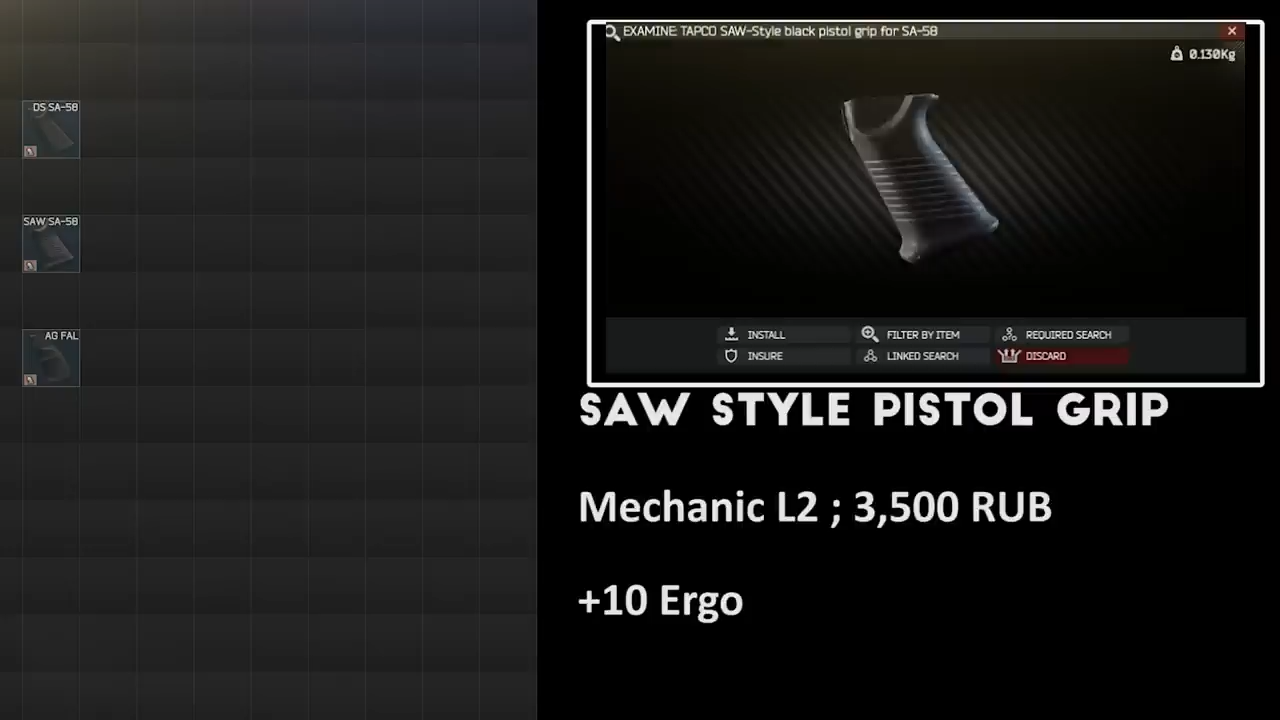 DS SA-58
SAW SA-58
AG FAL
EXAMINE: TAPCO SAW-Style black pistol grip for SA-58
0.130Kg
INSTALL
FILTER BY ITEM
REQUIRED SEARCH
INSURE
LINKED SEARCH
DISCARD
SAW STYLE PISTOL GRIP
Mechanic L2 ; 3,500 RUB
+10 Ergo